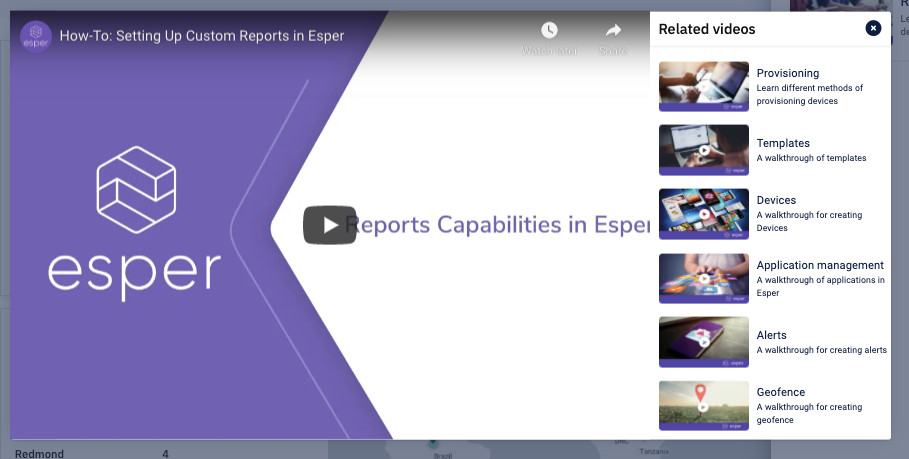 esper
How-To: Setting Up Custom Reports in Esper
Watch later
Share
esper
Reports Capabilities in Esper
Related videos
Provisioning
Learn different methods of
provisioning devices
Templates
A walkthrough of templates
Devices
A walkthrough for creating
Devices
Application management
A walkthrough of applications in
Esper
Alerts
A walkthrough for creating alerts
Geofence
A walkthrough for creating
geofence
Redmond 4
Brazil
Tanzania